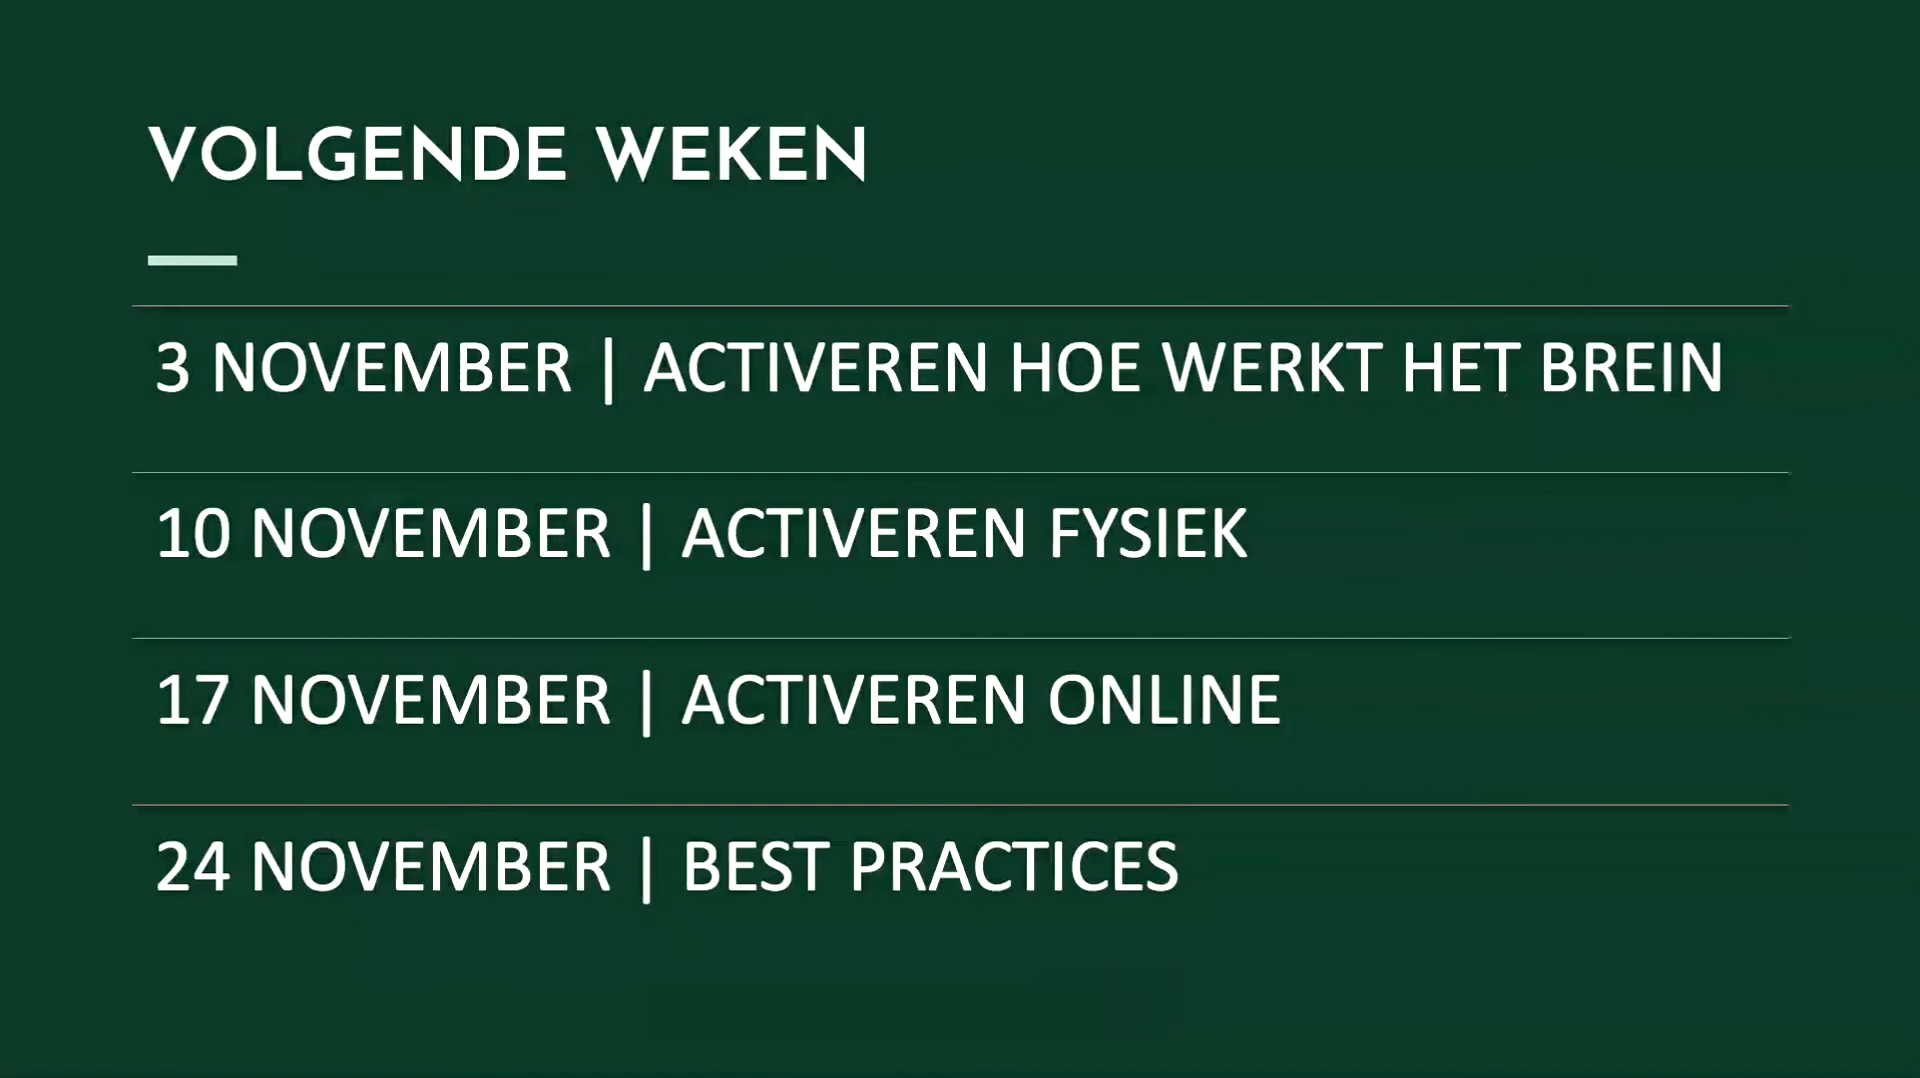 VOLGENDE WEKEN
3 NOVEMBER | ACTIVEREN HOE WERKT HET BREIN
10 NOVEMBER | ACTIVEREN FYSIEK
17 NOVEMBER | ACTIVEREN ONLINE
24 NOVEMBER | BEST PRACTICES